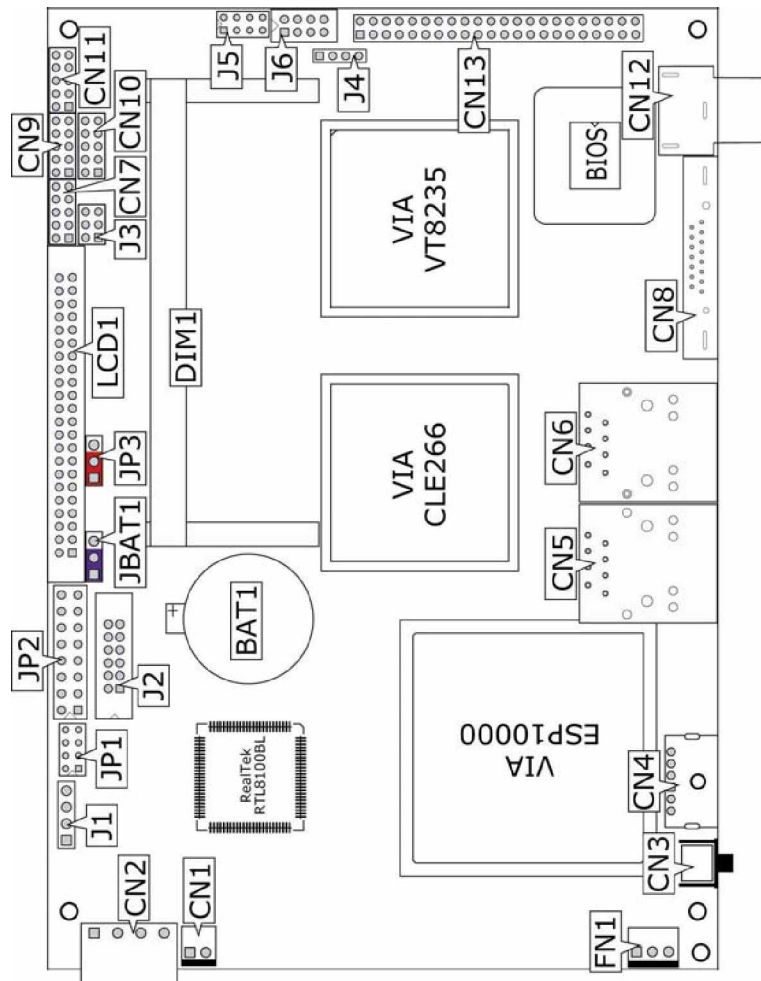 J5
J6
J4
CN13
CN11
CN10
CN9
CN7
J3
CN12
BIOS
VIA
VT8235
CN8
LCD1
DIM1
JP3
JBAT1
VIA
CLE266
CN6
CN5
BAT1
+
JP2
J2
JP1
J1
RealTek
RTL8100BL
VIA
ESP10000
CN4
CN3
CN2
CN1
FN1